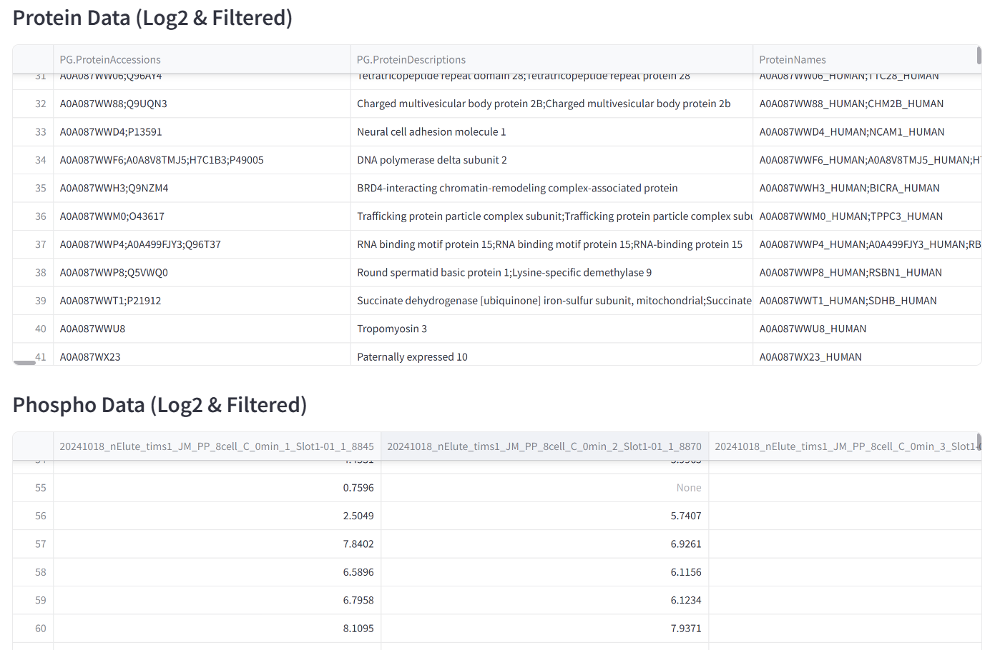 Protein Data (Log2 & Filtered)
PG.ProteinAccessions PG.ProteinDescriptions ProteinNames
31 A0A087WW06;Q96AY4 Tetratricopeptide repeat domain 28;Tetratricopeptide repeat protein 28 A0A087WW06_HUMAN;TTC28_HUMAN
32 A0A087WW88;Q9UQN3 Charged multivesicular body protein 2B;Charged multivesicular body protein 2b A0A087WW88_HUMAN;CHM2B_HUMAN
33 A0A087WWD4;P13591 Neural cell adhesion molecule 1 A0A087WWD4_HUMAN;NCAM1_HUMAN
34 A0A087WWF6;A0A8V8TMJ5;H7C1B3;P49005 DNA polymerase delta subunit 2 A0A087WWF6_HUMAN;A0A8V8TMJ5_HUMAN;H7
35 A0A087WWH3;Q9NZM4 BRD4-interacting chromatin-remodeling complex-associated protein A0A087WWH3_HUMAN;BICRA_HUMAN
36 A0A087WWM0;O43617 Trafficking protein particle complex subunit;Trafficking protein particle complex subu A0A087WWM0_HUMAN;TPPC3_HUMAN
37 A0A087WWP4;A0A499FJY3;Q96T37 RNA binding motif protein 15;RNA binding motif protein 15;RNA-binding protein 15 A0A087WWP4_HUMAN;A0A499FJY3_HUMAN;RB
38 A0A087WWP8;Q5VWQ0 Round spermatid basic protein 1;Lysine-specific demethylase 9 A0A087WWP8_HUMAN;RSBN1_HUMAN
39 A0A087WWT1;P21912 Succinate dehydrogenase [ubiquinone] iron-sulfur subunit, mitochondrial;Succinate A0A087WWT1_HUMAN;SDHB_HUMAN
40 A0A087WWU8 Tropomyosin 3 A0A087WWU8_HUMAN
41 A0A087WX23 Paternally expressed 10 A0A087WX23_HUMAN
Phospho Data (Log2 & Filtered)
20241018_nElute_tims1_JM_PP_8cell_C_0min_1_Slot1-01_1_8845 20241018_nElute_tims1_JM_PP_8cell_C_0min_2_Slot1-01_1_8870 20241018_nElute_tims1_JM_PP_8cell_C_0min_3_Slot1-0
55 0.7596 None
56 2.5049 5.7407
57 7.8402 6.9261
58 6.5896 6.1156
59 6.7958 6.1234
60 8.1095 7.9371